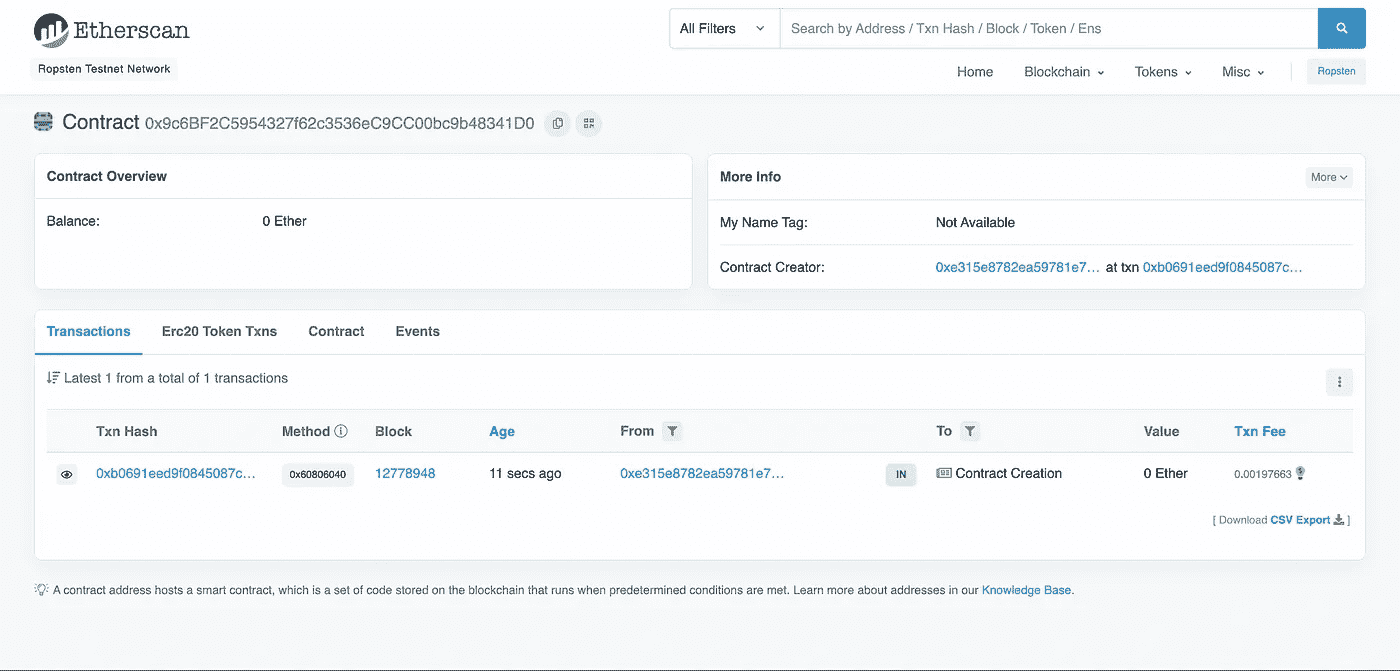 Etherscan
All Filters Search by Address / Txn Hash / Block / Token / Ens
Ropsten Testnet Network
Home Blockchain Tokens Misc Ropsten
Contract 0x9c6BF2C5954327f62c3536eC9CC00bc9b48341D0
Contract Overview
Balance: 0 Ether
More Info More
My Name Tag: Not Available
Contract Creator: 0xe315e8782ea59781e7... at txn 0xb0691eed9f0845087c...
Transactions Erc20 Token Txns Contract Events
Latest 1 from a total of 1 transactions
Txn Hash Method Block Age From To Value Txn Fee
0xb0691eed9f0845087c... 0x60806040 12778948 11 secs ago 0xe315e8782ea59781e7... IN Contract Creation 0 Ether 0.00197663
[ Download CSV Export ]
A contract address hosts a smart contract, which is a set of code stored on the blockchain that runs when predetermined conditions are met. Learn more about addresses in our Knowledge Base.